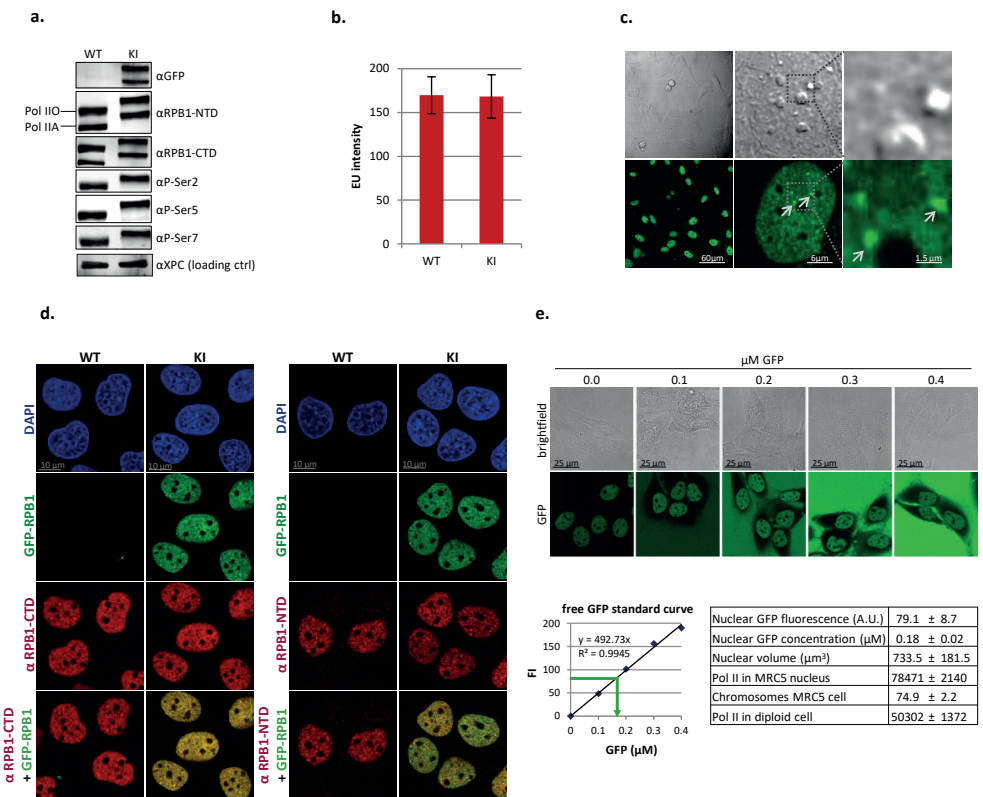 a.
WT KI
αGFP
Pol IIO
Pol IIA
αRPB1-NTD
αRPB1-CTD
αP-Ser2
αP-Ser5
αP-Ser7
αXPC (loading ctrl)
b.
EU intensity
200
150
100
50
0
WT KI
c.
60µm
6µm
1.5 µm
d.
WT KI WT KI
DAPI
10 µm
10 µm
DAPI
10 µm
10 µm
GFP-RPB1
GFP-RPB1
α RPB1-CTD
α RPB1-NTD
α RPB1-CTD
+ GFP-RPB1
α RPB1-NTD
+ GFP-RPB1
e.
µM GFP
0.0 0.1 0.2 0.3 0.4
brightfield
25 µm 25 µm 25 µm 25 µm 25 µm
GFP
free GFP standard curve
y = 492.73x
R² = 0.9945
FI
200
150
100
50
0
0 0.1 0.2 0.3 0.4
GFP (µM)
Nuclear GFP fluorescence (A.U.) 79.1 ± 8.7
Nuclear GFP concentration (µM) 0.18 ± 0.02
Nuclear volume (µm³) 733.5 ± 181.5
Pol II in MRC5 nucleus 78471 ± 2140
Chromosomes MRC5 cell 74.9 ± 2.2
Pol II in diploid cell 50302 ± 1372